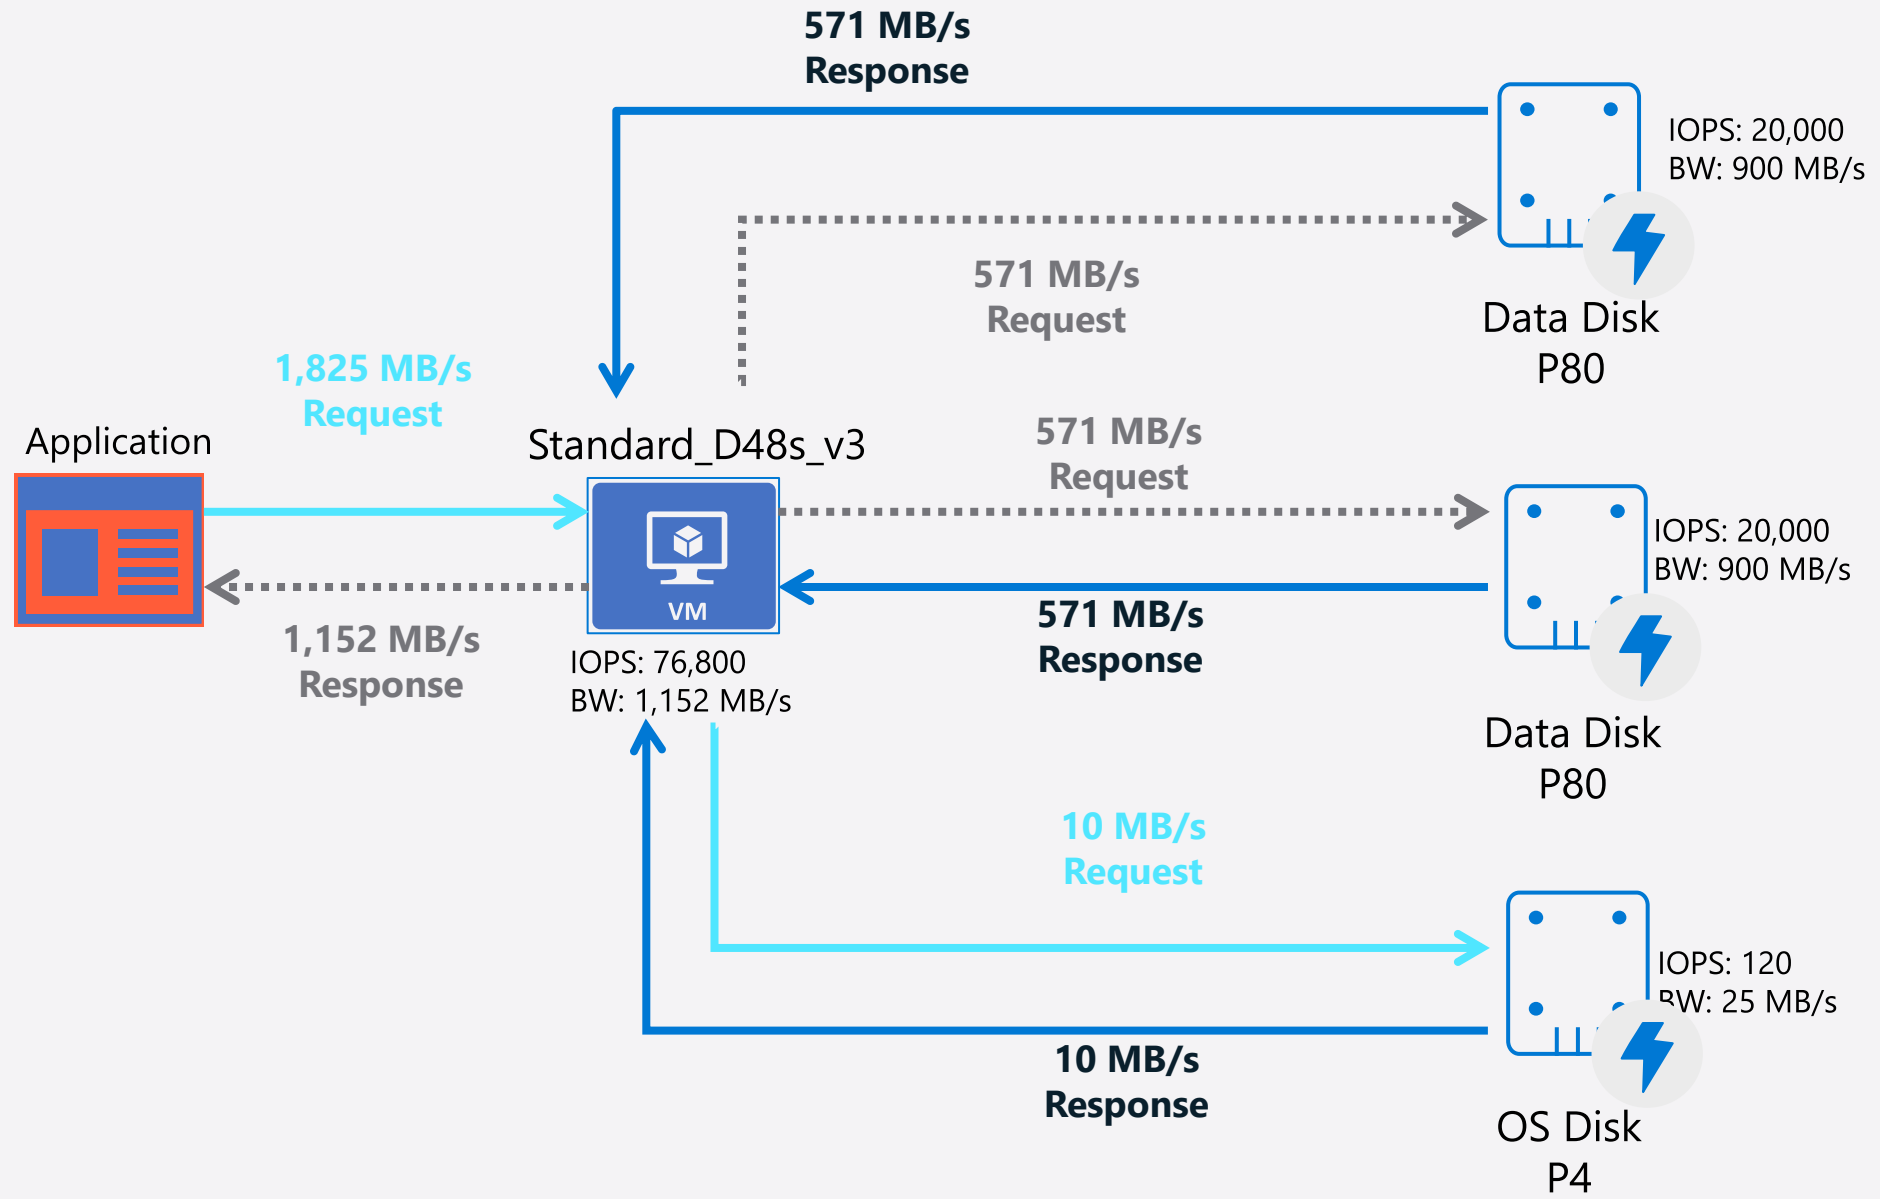 571 MB/s
Response
IOPS: 20,000
BW: 900 MB/s
571 MB/s
Request
Data Disk
P80
1,825 MB/s
Request
Application
Standard_D48s_v3
571 MB/s
Request
IOPS: 20,000
BW: 900 MB/s
VM
571 MB/s
Response
1,152 MB/s
Response
IOPS: 76,800
BW: 1,152 MB/s
Data Disk
P80
10 MB/s
Request
IOPS: 120
BW: 25 MB/s
10 MB/s
Response
OS Disk
P4